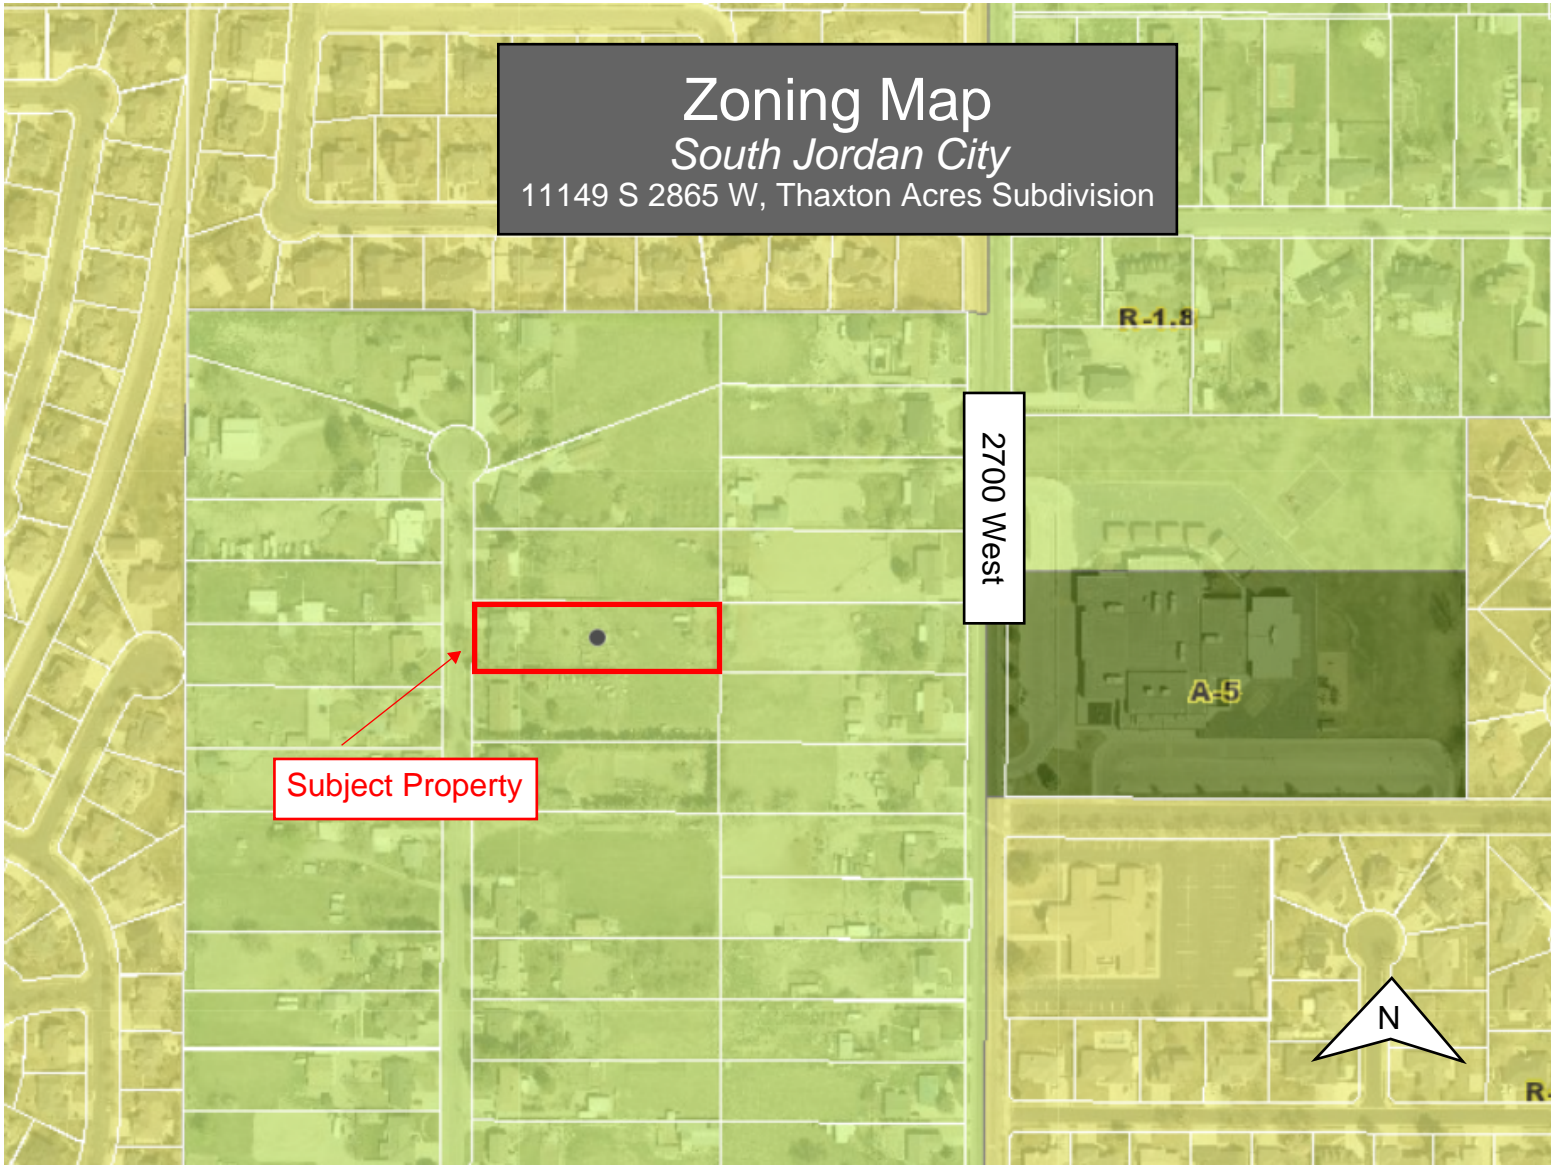 Zoning Map
South Jordan City
11149 S 2865 W, Thaxton Acres Subdivision
R-1.8
2700 West
A-5
Subject Property
N
R-